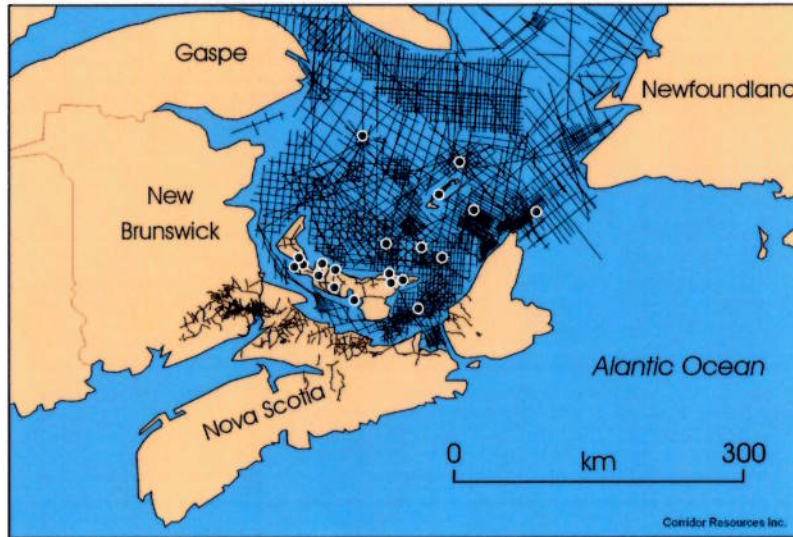 Gaspe
Newfoundland
New
Brunswick
Nova Scotia
Alantic Ocean
0 300
km
Corridor Resources Inc.